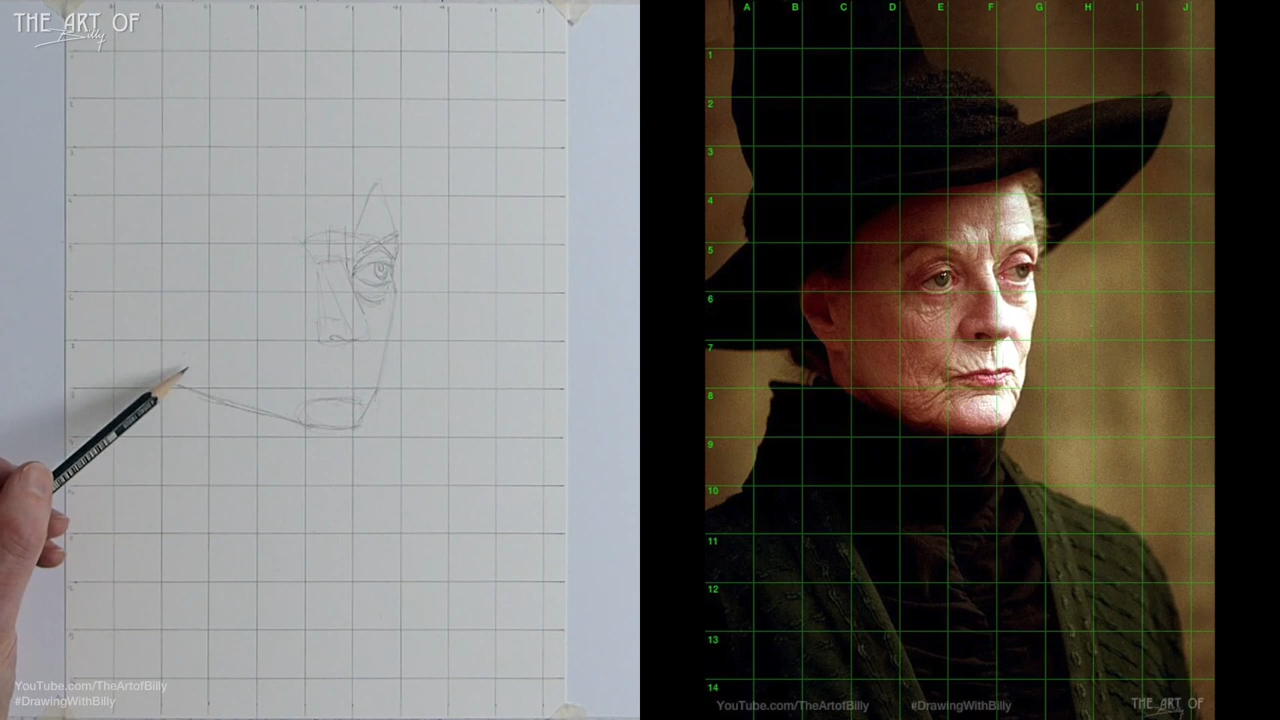 THE ART OF
Billy
A B C D E F G H I J
1
2
3
4
5
6
7
8
9
10
11
12
13
14
YouTube.com/TheArtofBilly
#DrawingWithBilly
YouTube.com/TheArtofBilly #DrawingWithBilly
THE ART OF